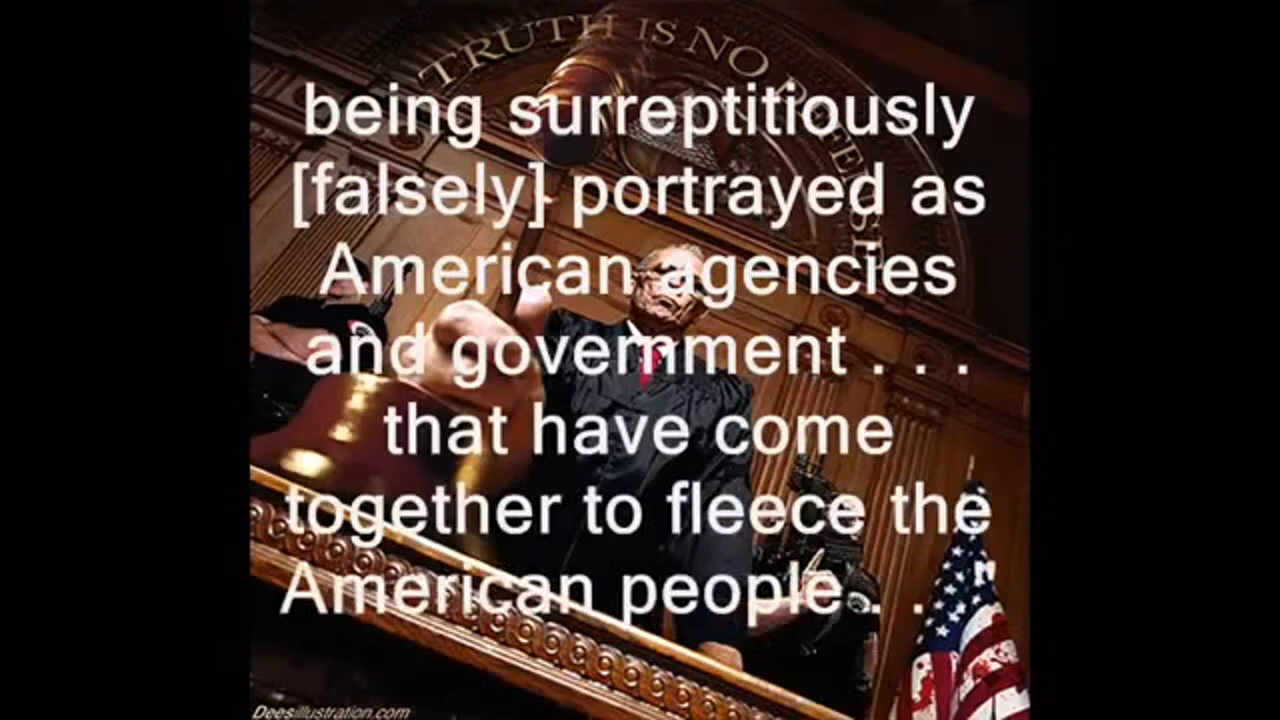 TRUTH IS NO DEFENSE
being surreptitiously
[falsely] portrayed as
American agencies
and government . . .
that have come
together to fleece the
American people . .
Deesillustration.com